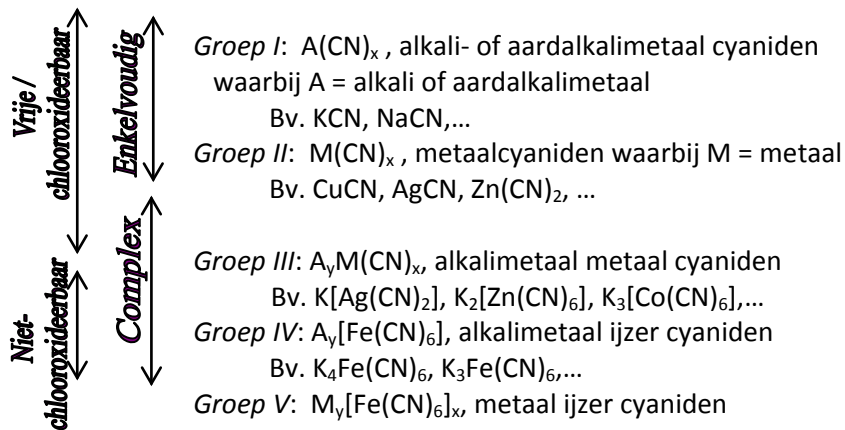 Vrije /
chlooroxideerbaar
Niet-
chlooroxideerbaar
Enkelvoudig
Complex
Groep I: A(CN)ₓ , alkali- of aardalkalimetaal cyaniden
waarbij A = alkali of aardalkalimetaal
Bv. KCN, NaCN,…
Groep II: M(CN)ₓ , metaalcyaniden waarbij M = metaal
Bv. CuCN, AgCN, Zn(CN)₂, …
Groep III: AᵧM(CN)ₓ, alkalimetaal metaal cyaniden
Bv. K[Ag(CN)₂], K₂[Zn(CN)₆], K₃[Co(CN)₆],…
Groep IV: Aᵧ[Fe(CN)₆], alkalimetaal ijzer cyaniden
Bv. K₄Fe(CN)₆, K₃Fe(CN)₆,…
Groep V: Mᵧ[Fe(CN)₆]ₓ, metaal ijzer cyaniden